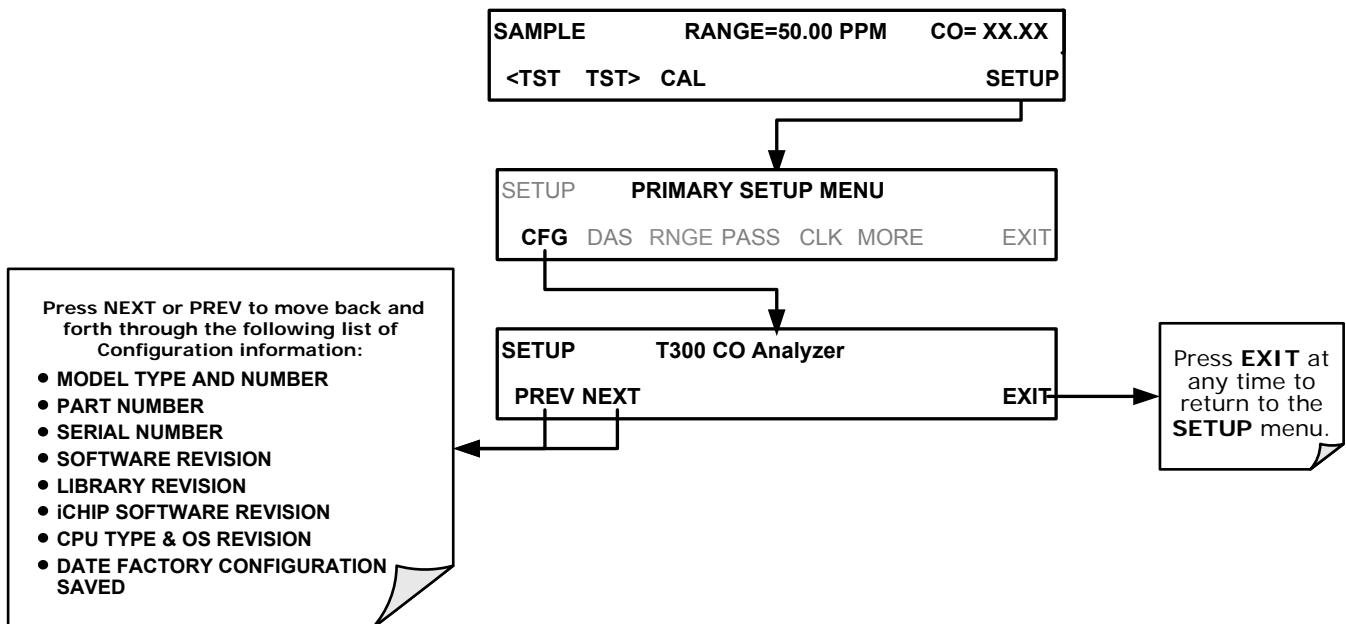 SAMPLE RANGE=50.00 PPM CO= XX.XX
<TST TST> CAL SETUP
SETUP PRIMARY SETUP MENU
CFG DAS RNGE PASS CLK MORE EXIT
SETUP T300 CO Analyzer
PREV NEXT EXIT
Press NEXT or PREV to move back and
forth through the following list of
Configuration information:
• MODEL TYPE AND NUMBER
• PART NUMBER
• SERIAL NUMBER
• SOFTWARE REVISION
• LIBRARY REVISION
• iCHIP SOFTWARE REVISION
• CPU TYPE & OS REVISION
• DATE FACTORY CONFIGURATION
SAVED
Press EXIT at
any time to
return to the
SETUP menu.